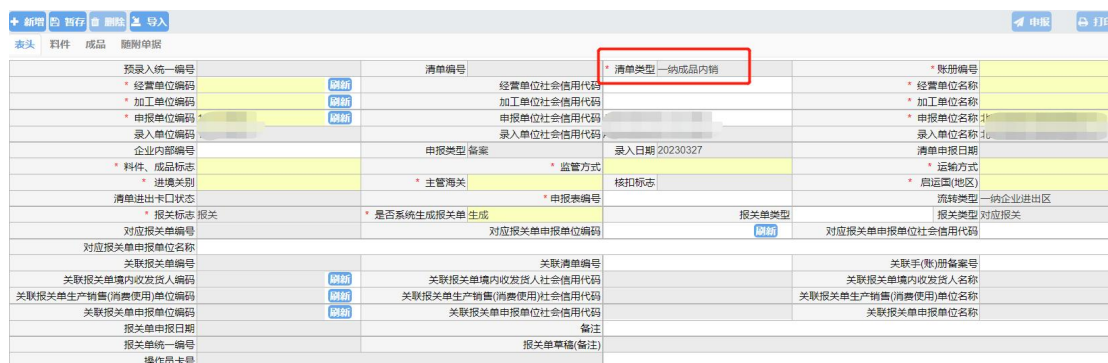 + 新增 暂存 删除 导入 申报 打印
表头 料件 成品 随附单据
预录入统一编号 清单编号 * 清单类型 一纳成品内销 * 账册编号
* 经营单位编码 刷新 经营单位社会信用代码 * 经营单位名称
* 加工单位编码 刷新 加工单位社会信用代码 * 加工单位名称
* 申报单位编码 刷新 申报单位社会信用代码 * 申报单位名称
录入单位编码 录入单位社会信用代码 录入单位名称
企业内部编号 申报类型 备案 录入日期 20230327 清单申报日期
* 料件、成品标志 * 监管方式 * 运输方式
* 进境关别 * 主管海关 核扣标志 * 启运国(地区)
清单进出卡口状态 * 申报表编号 流转类型 一纳企业进出区
* 报关标志 报关 * 是否系统生成报关单 生成 报关单类型 报关类型 对应报关
对应报关单编号 对应报关单申报单位编码 刷新 对应报关单申报单位社会信用代码
对应报关单申报单位名称
关联报关单编号 关联清单编号 关联手(账)册备案号
关联报关单境内收发货人编码 刷新 关联报关单境内收发货人社会信用代码 关联报关单境内收发货人名称
关联报关单生产销售(消费使用)单位编码 刷新 关联报关单生产销售(消费使用)社会信用代码 关联报关单生产销售(消费使用)单位名称
关联报关单申报单位编码 刷新 关联报关单申报单位社会信用代码 关联报关单申报单位名称
报关单申报日期 备注
报关单统一编号 报关单草稿(备注)
操作员卡号